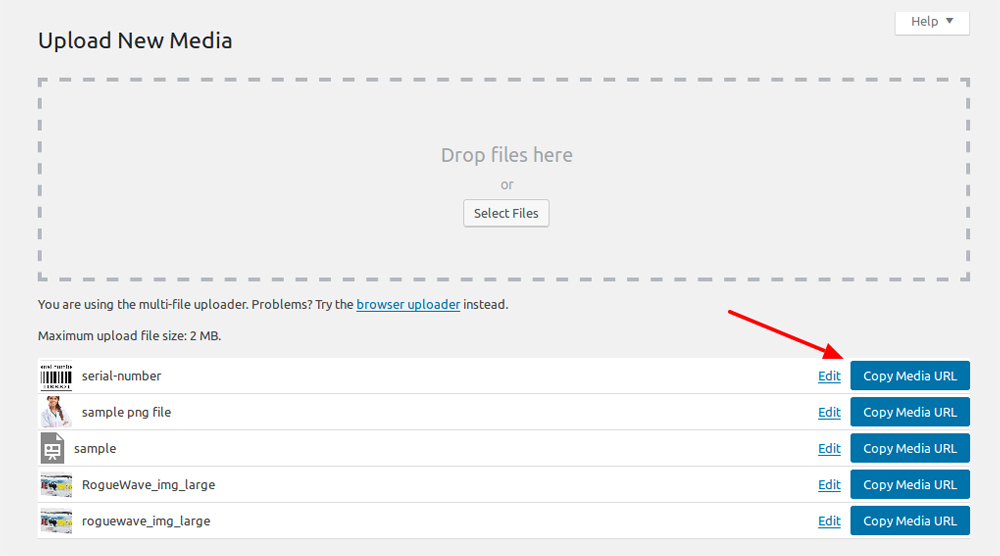 Help
Upload New Media
Drop files here
or
Select Files
You are using the multi-file uploader. Problems? Try the browser uploader instead.
Maximum upload file size: 2 MB.
serial-number Edit Copy Media URL
sample png file Edit Copy Media URL
sample Edit Copy Media URL
RogueWave_img_large Edit Copy Media URL
roguewave_img_large Edit Copy Media URL